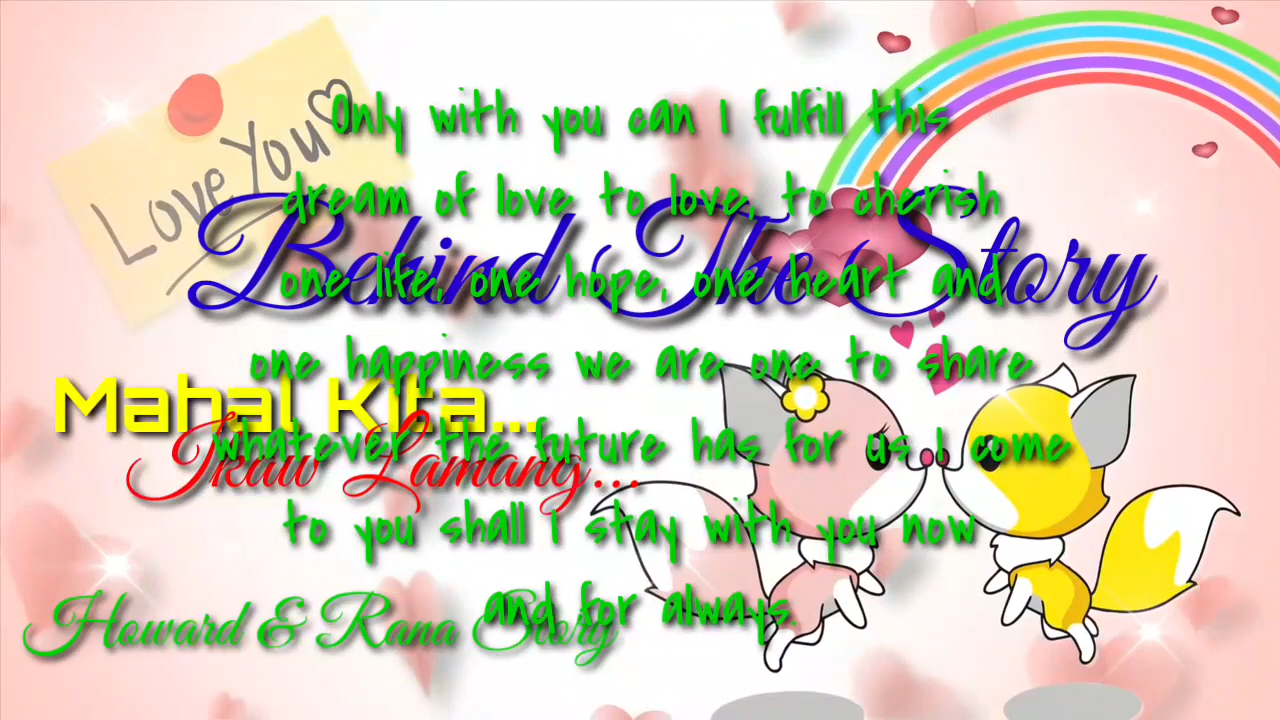 Love You
Only with you can I fulfill this
dream of love to love, to cherish
one life, one hope, one heart and
one happiness we are one to share
whatever the future has for us I come
to you shall I stay with you now
and for always.
Behind The Story
Mahal Kita...
Ikaw Lamang...
Howard & Rana Story